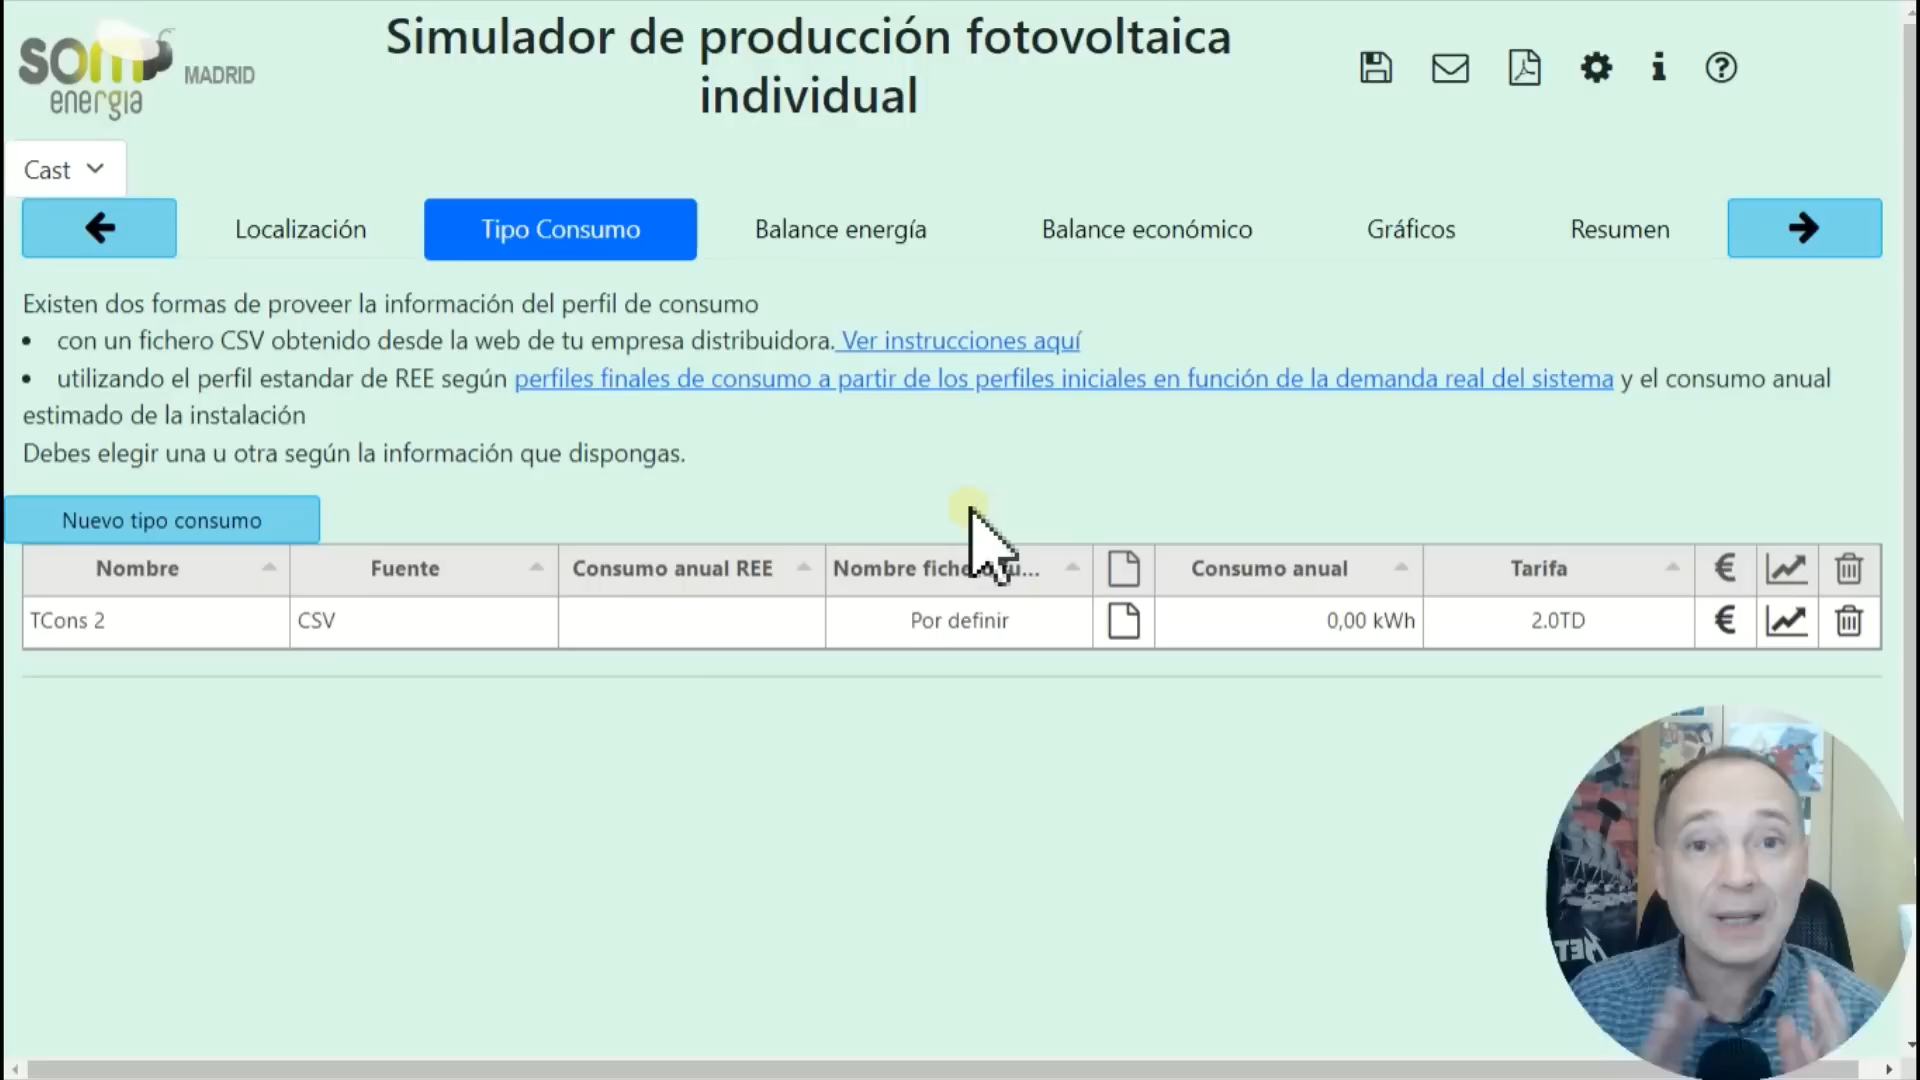 som
energia
MADRID
Simulador de producción fotovoltaica
individual
Cast
Localización
Tipo Consumo
Balance energía
Balance económico
Gráficos
Resumen
Existen dos formas de proveer la información del perfil de consumo
• con un fichero CSV obtenido desde la web de tu empresa distribuidora. Ver instrucciones aquí
• utilizando el perfil estandar de REE según perfiles finales de consumo a partir de los perfiles iniciales en función de la demanda real del sistema y el consumo anual
estimado de la instalación
Debes elegir una u otra según la información que dispongas.
Nuevo tipo consumo
Nombre Fuente Consumo anual REE Nombre Consumo anual Tarifa €
TCons 2 CSV Por definir 0,00 kWh 2.0TD €